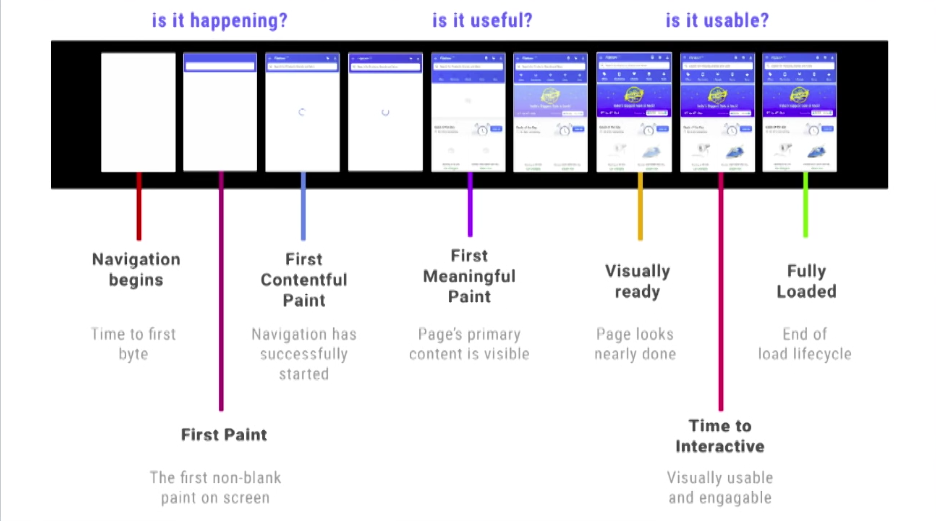 is it happening?
is it useful?
is it usable?
Navigation
begins
Time to first
byte
First Paint
The first non-blank
paint on screen
First
Contentful
Paint
Navigation has
successfully
started
First
Meaningful
Paint
Page's primary
content is visible
Visually
ready
Page looks
nearly done
Time to
Interactive
Visually usable
and engagable
Fully
Loaded
End of
load lifecycle